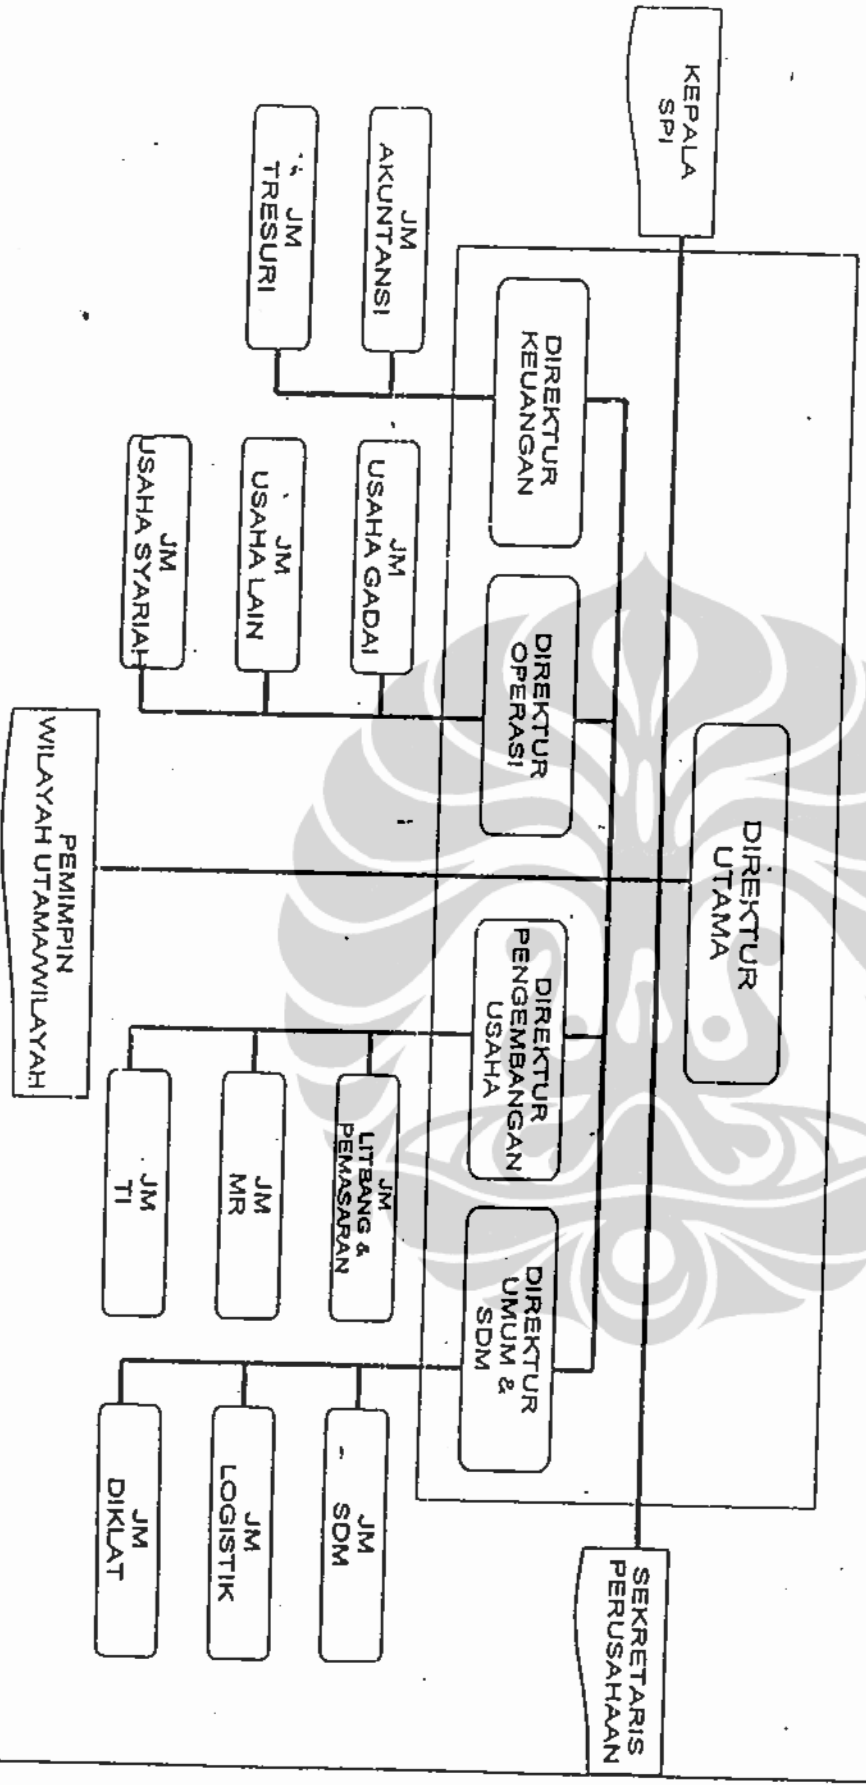 DIREKTUR
UTAMA
KEPALA
SPI
SEKRETARIS
PERUSAHAAN
DIREKTUR
KEUANGAN
DIREKTUR
OPERASI
DIREKTUR
PENGEMBANGAN
USAHA
DIREKTUR
UMUM &
SDM
JM
AKUNTANSI
JM
TRESURI
JM
USAHA GADAI
JM
USAHA LAIN
JM
USAHA SYARIAH
JM
LITBANG &
PEMASARAN
JM
MR
JM
TI
JM
SDM
JM
LOGISTIK
JM
DIKLAT
PEMIMPIN
WILAYAH UTAMA/WILAYAH